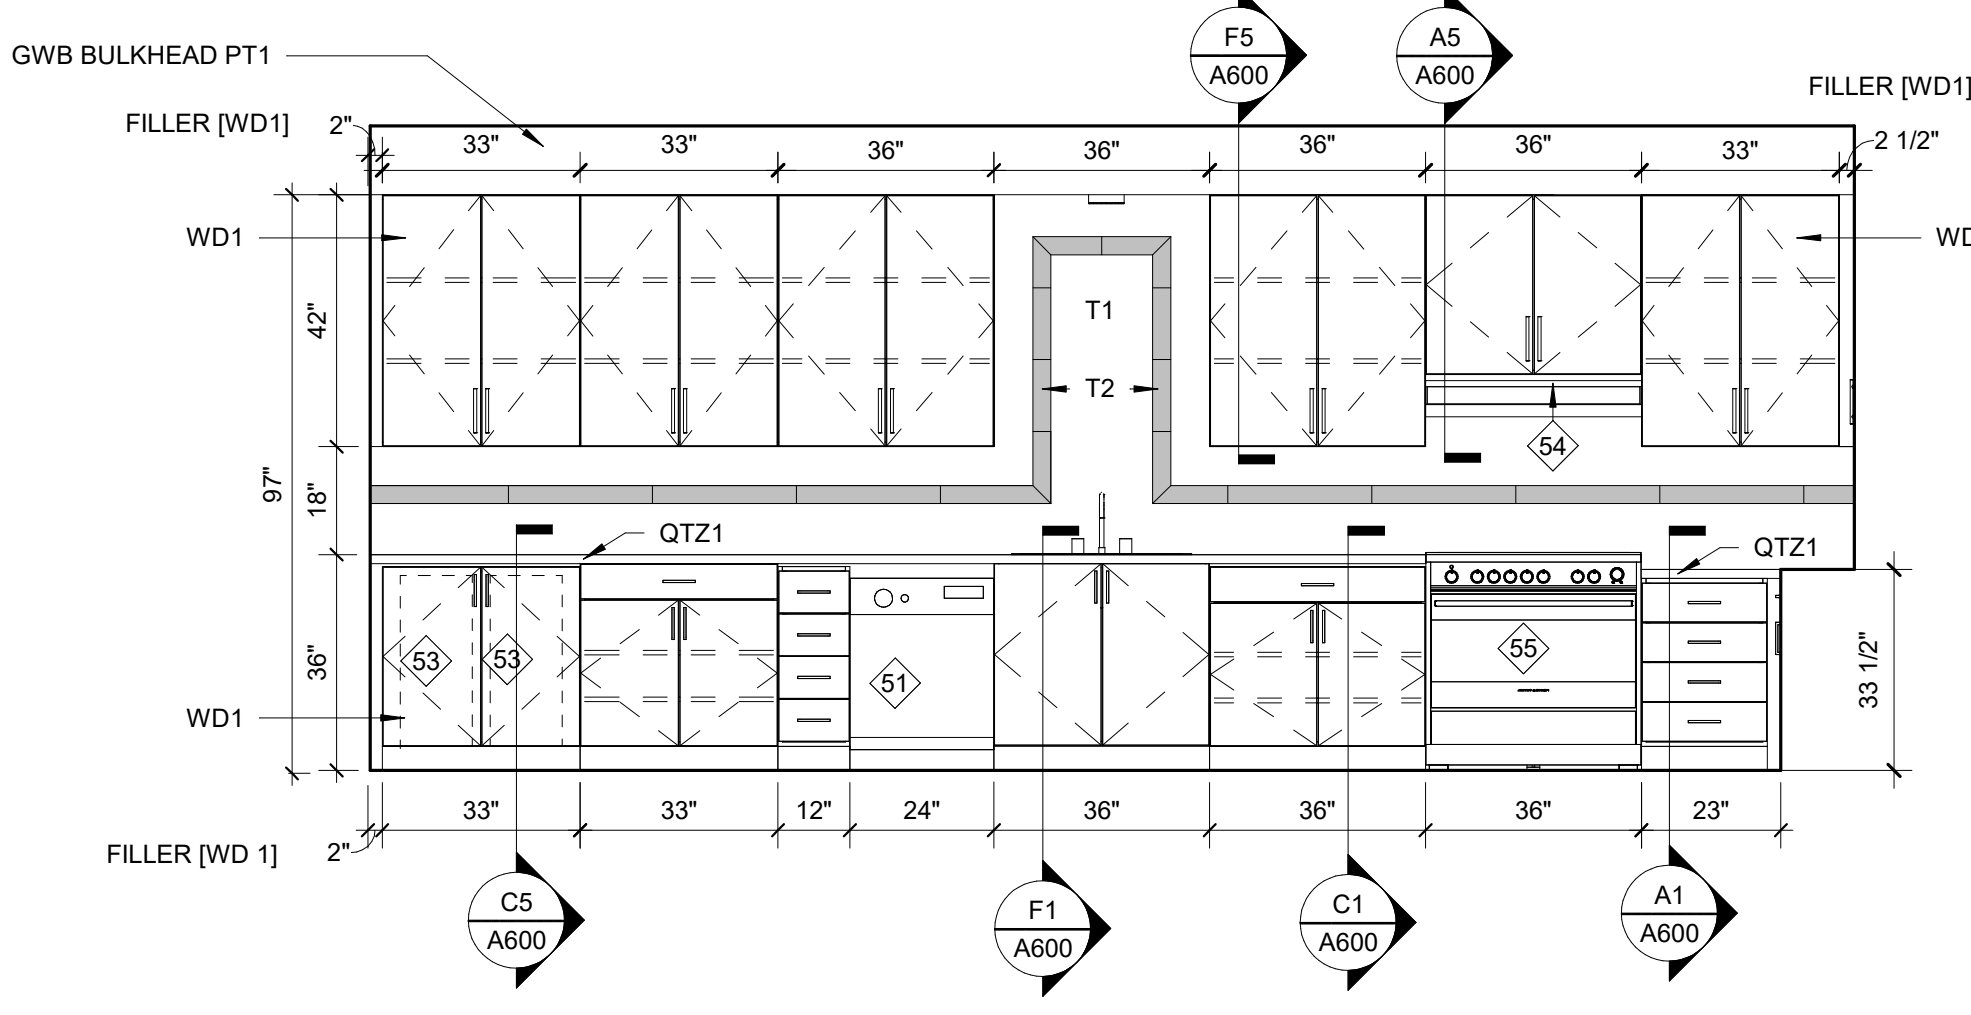 F5
A600
A5
A600
GWB BULKHEAD PT1
FILLER [WD1]
FILLER [WD1]
2"
33"
33"
36"
36"
36"
36"
33"
2 1/2"
WD1
WD
42"
T1
T2
54
97"
18"
QTZ1
QTZ1
36"
53
53
51
55
33 1/2"
WD1
33"
33"
12"
24"
36"
36"
36"
23"
FILLER [WD 1]
2"
C5
A600
F1
A600
C1
A600
A1
A600